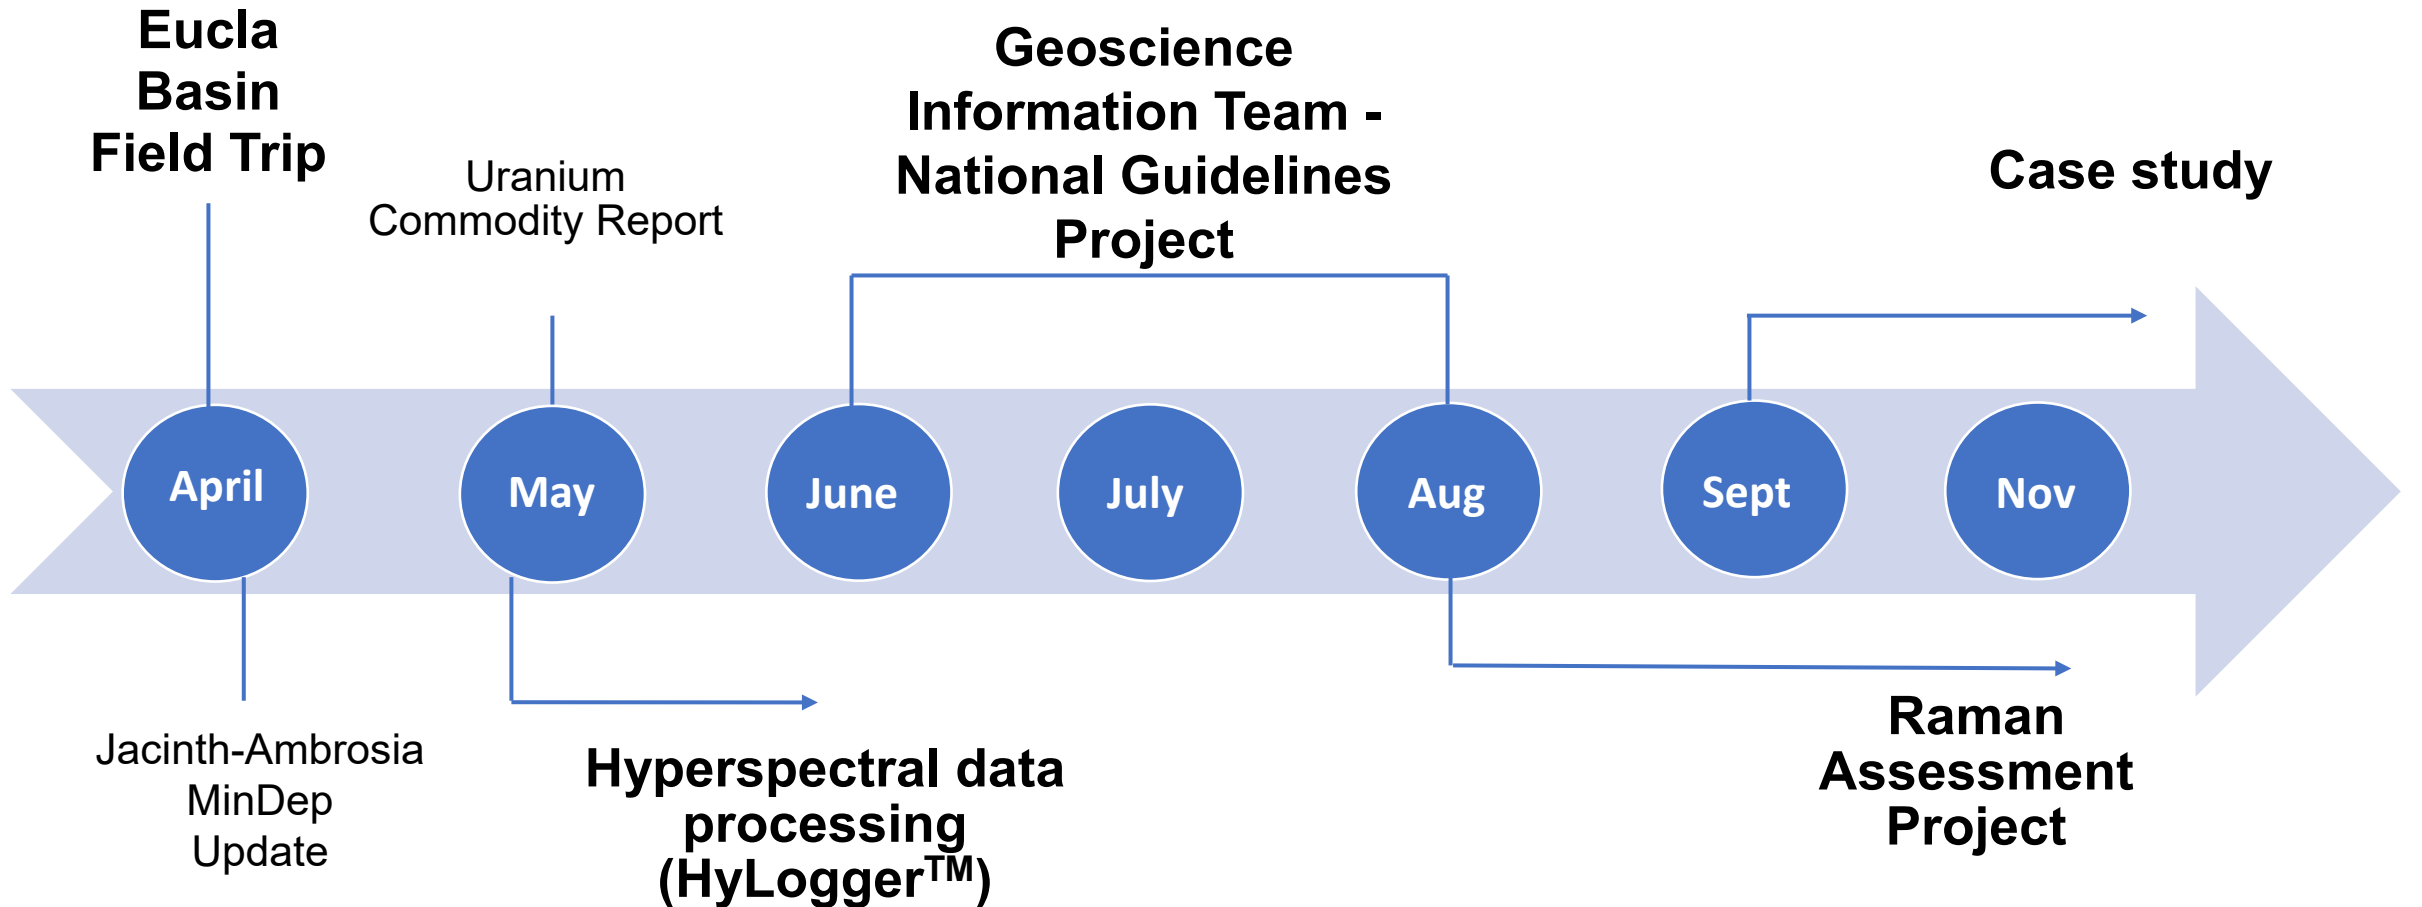 Eucla
Basin
Field Trip
Uranium
Commodity Report
Geoscience
Information Team -
National Guidelines
Project
Case study
April
May
June
July
Aug
Sept
Nov
Jacinth-Ambrosia
MinDep
Update
Hyperspectral data
processing
(HyLogger™)
Raman
Assessment
Project